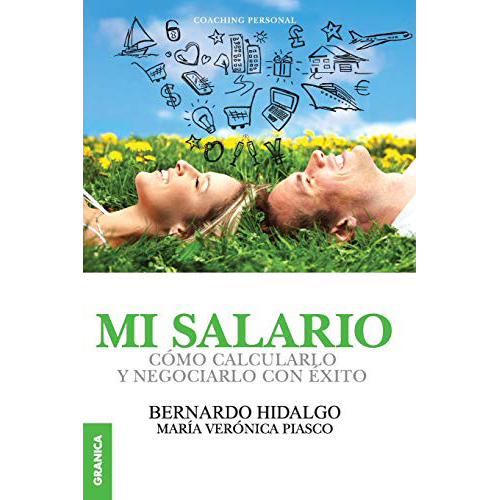 COACHING PERSONAL
MI SALARIO
CÓMO CALCULARLO
Y NEGOCIARLO CON ÉXITO
BERNARDO HIDALGO
MARÍA VERÓNICA PIASCO
GRANICA